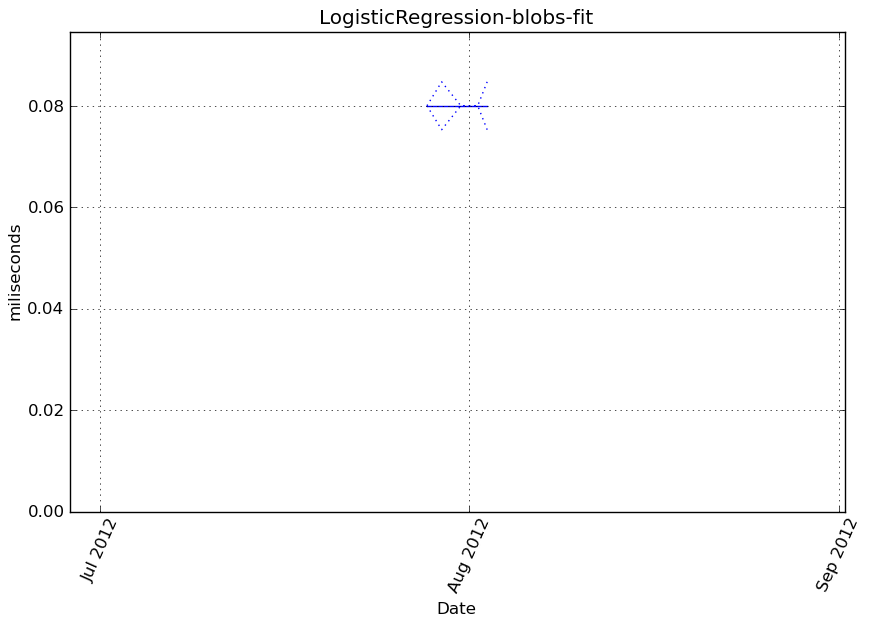 LogisticRegression-blobs-fit
0.08
0.06
0.04
0.02
0.00
miliseconds
Jul 2012
Aug 2012
Sep 2012
Date